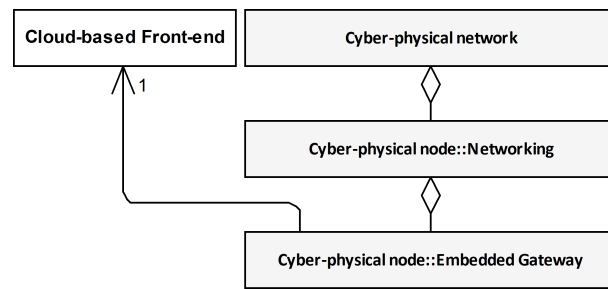 Cloud-based Front-end
Cyber-physical network
1
Cyber-physical node::Networking
Cyber-physical node::Embedded Gateway